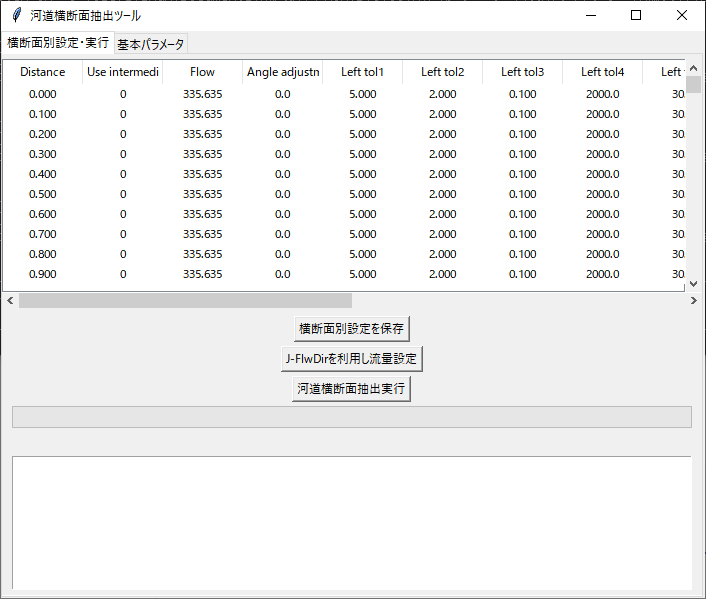 河道横断面抽出ツール
横断面別設定・実行 基本パラメータ
Distance Use intermedi Flow Angle adjustn Left tol1 Left tol2 Left tol3 Left tol4 Left
0.000 0 335.635 0.0 5.000 2.000 0.100 2000.0 30.
0.100 0 335.635 0.0 5.000 2.000 0.100 2000.0 30.
0.200 0 335.635 0.0 5.000 2.000 0.100 2000.0 30.
0.300 0 335.635 0.0 5.000 2.000 0.100 2000.0 30.
0.400 0 335.635 0.0 5.000 2.000 0.100 2000.0 30.
0.500 0 335.635 0.0 5.000 2.000 0.100 2000.0 30.
0.600 0 335.635 0.0 5.000 2.000 0.100 2000.0 30.
0.700 0 335.635 0.0 5.000 2.000 0.100 2000.0 30.
0.800 0 335.635 0.0 5.000 2.000 0.100 2000.0 30.
0.900 0 335.635 0.0 5.000 2.000 0.100 2000.0 30.
横断面別設定を保存
J-FlwDirを利用し流量設定
河道横断面抽出実行